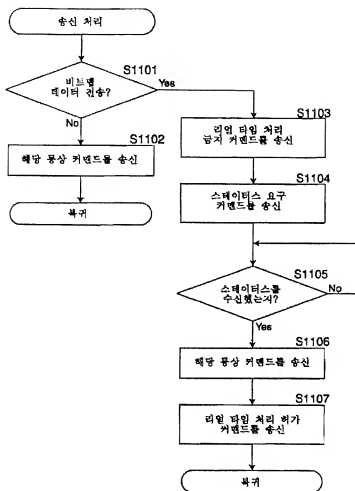 송신 처리
S1101
비트맵
데이터 전송?
Yes
No
S1102
해당 통상 커맨드를 송신
복귀
S1103
리얼 타임 처리
금지 커맨드를 송신
S1104
스테이터스 요구
커맨드를 송신
S1105
스테이터스를
수신했는지?
No
Yes
S1106
해당 통상 커맨드를 송신
S1107
리얼 타임 처리 허가
커맨드를 송신
복귀